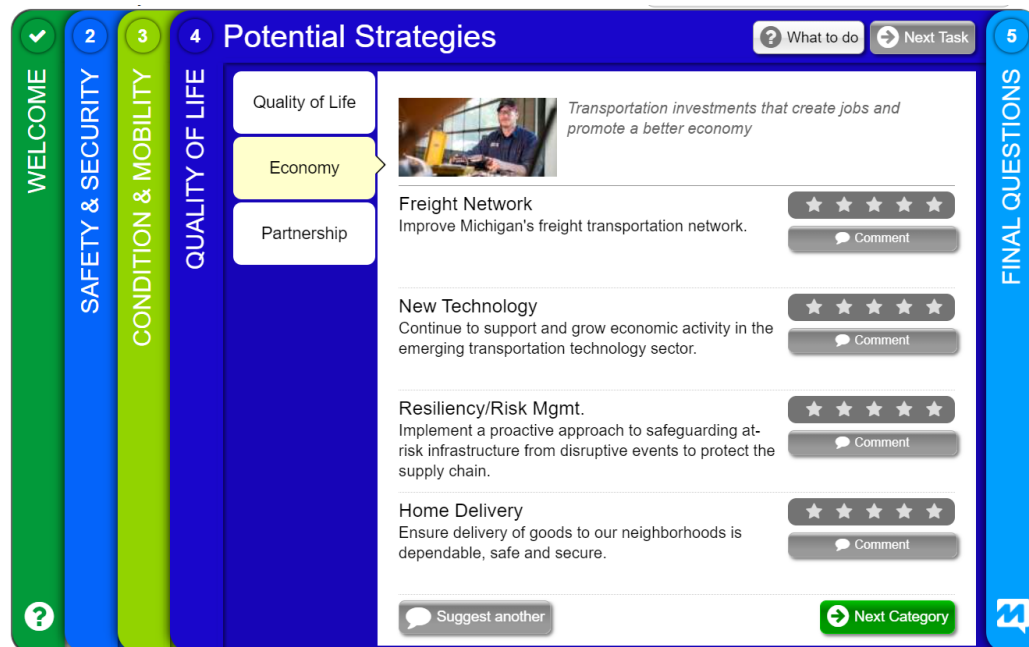 2
3
4
5
Potential Strategies
What to do
Next Task
WELCOME
SAFETY & SECURITY
CONDITION & MOBILITY
QUALITY OF LIFE
FINAL QUESTIONS
Quality of Life
Economy
Partnership
Transportation investments that create jobs and
promote a better economy
Freight Network
Improve Michigan's freight transportation network.
Comment
New Technology
Continue to support and grow economic activity in the
emerging transportation technology sector.
Comment
Resiliency/Risk Mgmt.
Implement a proactive approach to safeguarding at-
risk infrastructure from disruptive events to protect the
supply chain.
Comment
Home Delivery
Ensure delivery of goods to our neighborhoods is
dependable, safe and secure.
Comment
Suggest another
Next Category